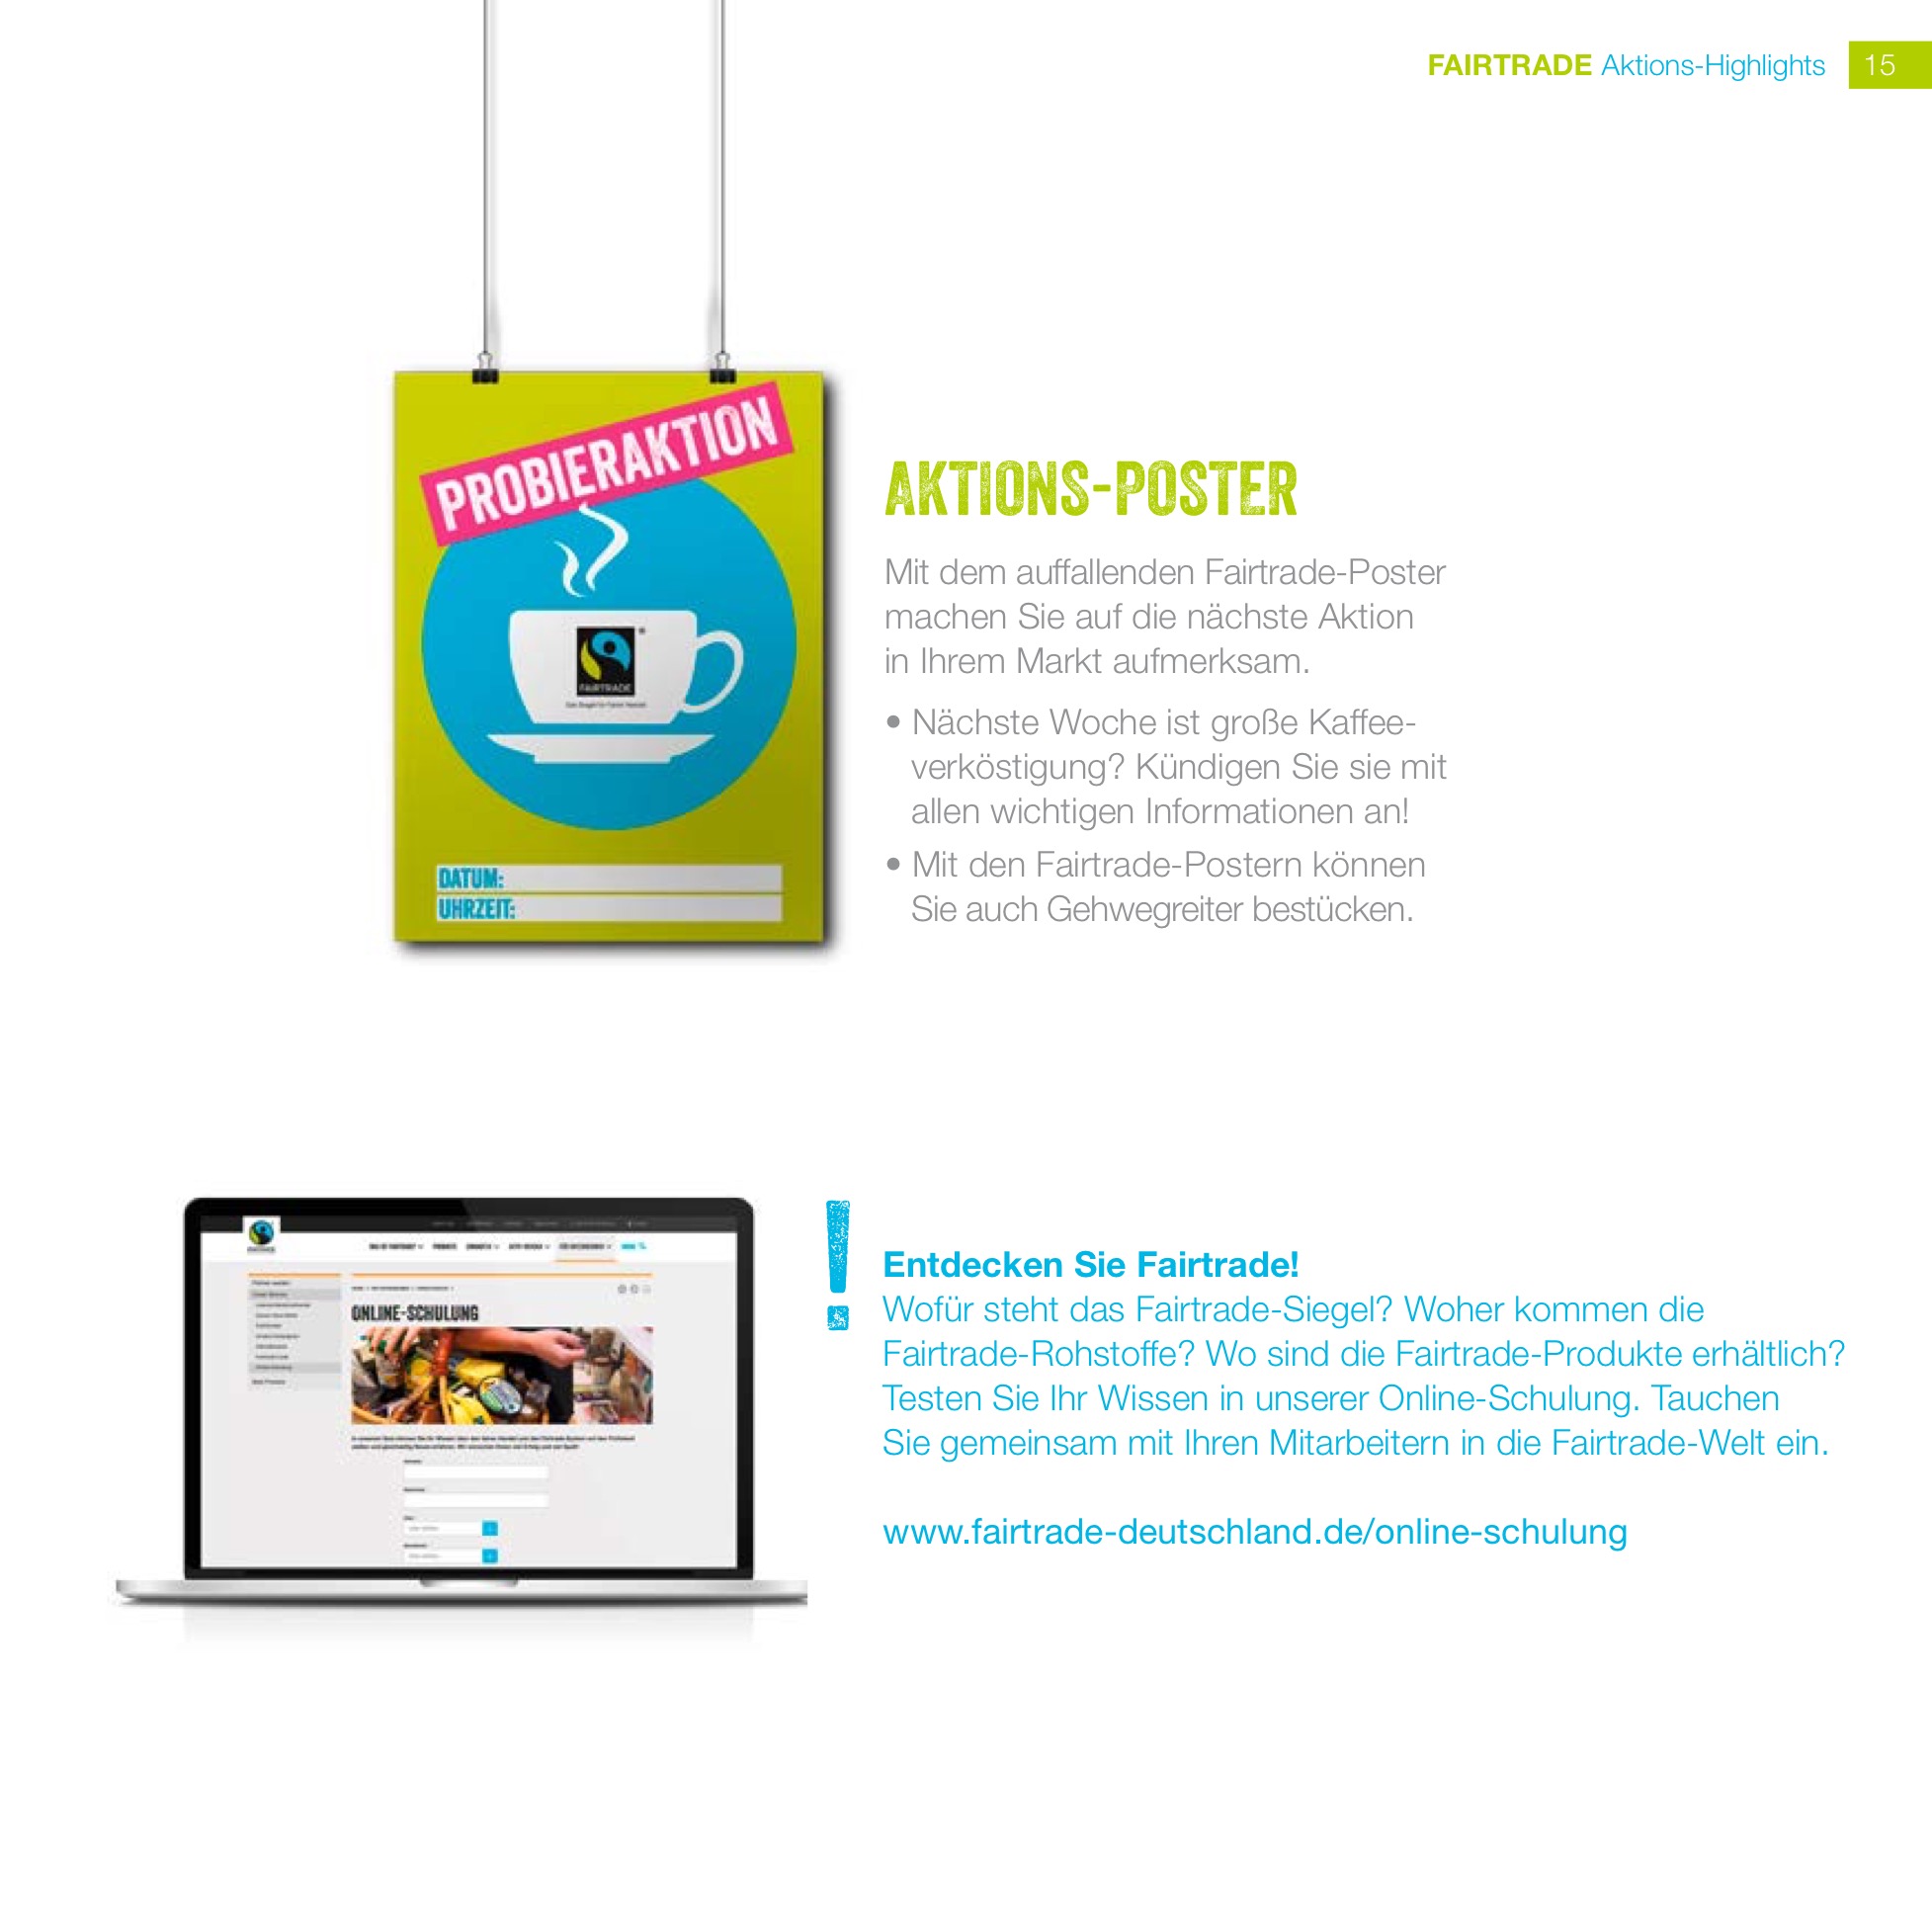 FAIRTRADE Aktions-Highlights 15
PROBIERAKTION
FAIRTRADE
DATUM:
UHRZEIT:
AKTIONS-POSTER
Mit dem auffallenden Fairtrade-Poster
machen Sie auf die nächste Aktion
in Ihrem Markt aufmerksam.
• Nächste Woche ist große Kaffee-
verköstigung? Kündigen Sie sie mit
allen wichtigen Informationen an!
• Mit den Fairtrade-Postern können
Sie auch Gehwegreiter bestücken.
ONLINE-SCHULUNG
!
Entdecken Sie Fairtrade!
Wofür steht das Fairtrade-Siegel? Woher kommen die
Fairtrade-Rohstoffe? Wo sind die Fairtrade-Produkte erhältlich?
Testen Sie Ihr Wissen in unserer Online-Schulung. Tauchen
Sie gemeinsam mit Ihren Mitarbeitern in die Fairtrade-Welt ein.
www.fairtrade-deutschland.de/online-schulung